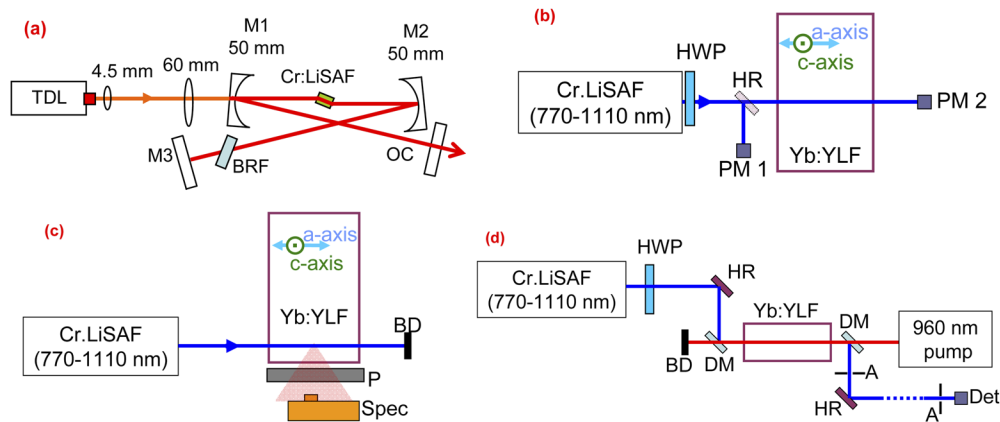 (a)
M1
50 mm
M2
50 mm
4.5 mm
60 mm
Cr:LiSAF
TDL
M3
BRF
OC
(b)
HWP
a-axis
c-axis
Cr.LiSAF
(770-1110 nm)
HR
PM 2
PM 1
Yb:YLF
(c)
a-axis
c-axis
Yb:YLF
Cr.LiSAF
(770-1110 nm)
BD
P
Spec
(d)
HWP
HR
Cr.LiSAF
(770-1110 nm)
Yb:YLF
DM
960 nm
pump
BD
DM
A
HR
A
Det